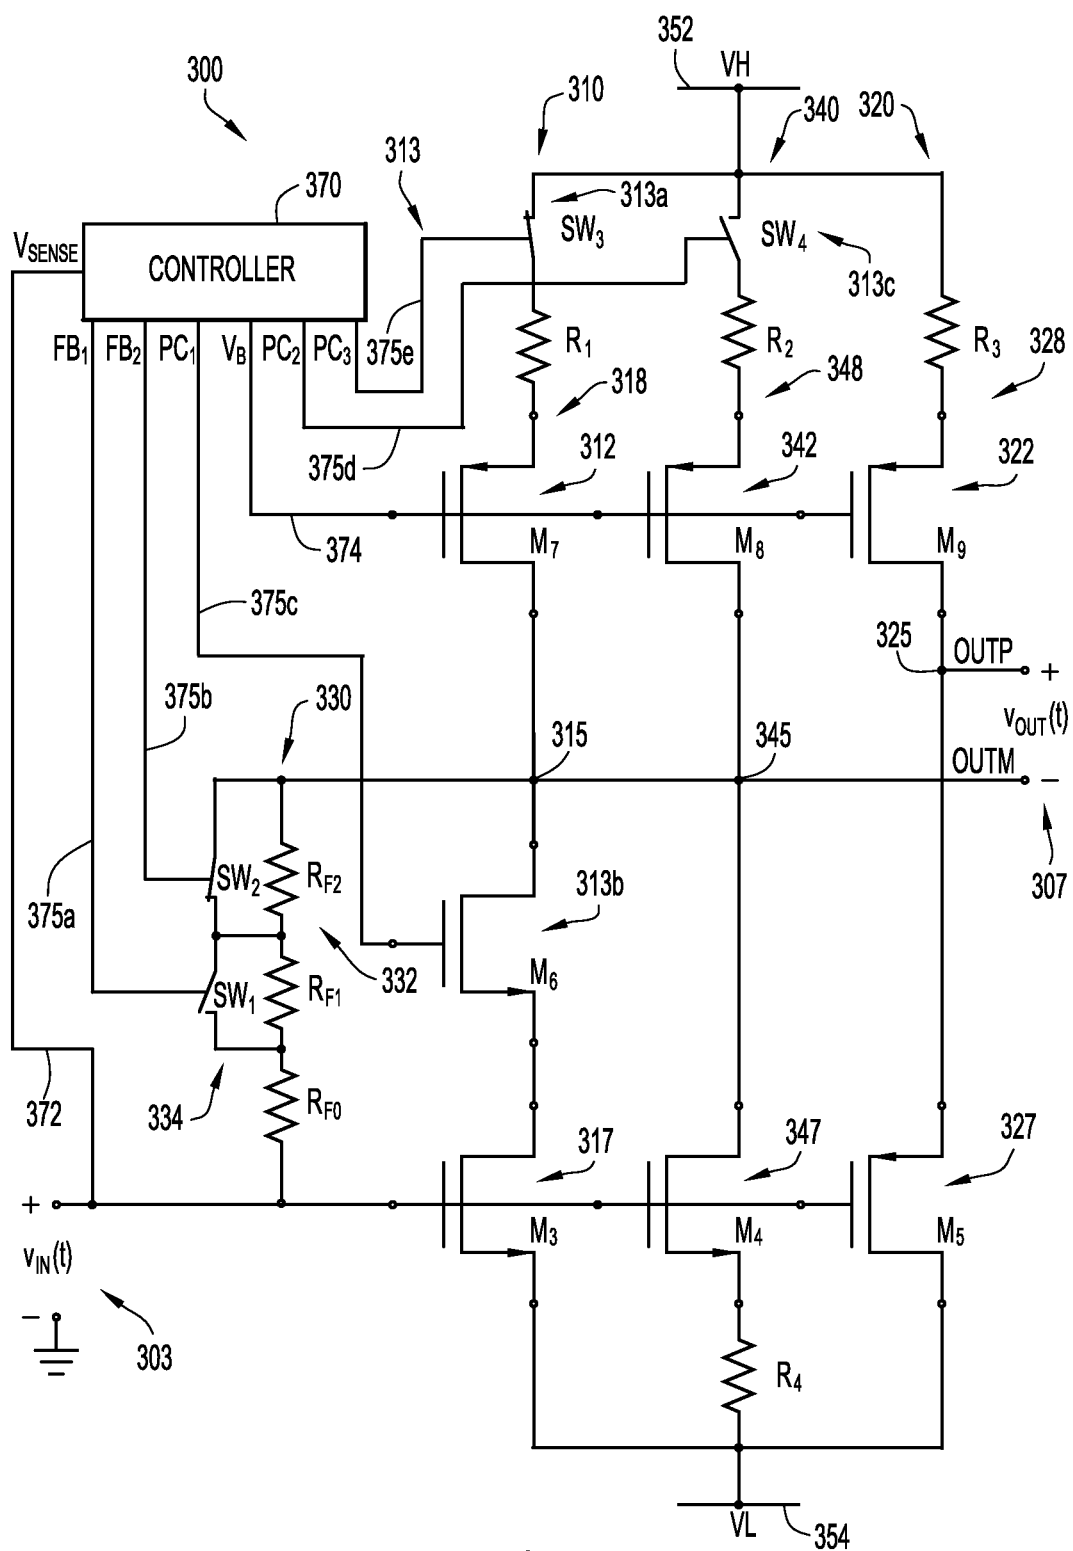 352
VH
300
310
340
320
313
370
313a
VSENSE
SW3
SW4
CONTROLLER
313c
FB1 FB2 PC1 VB PC2 PC3
375e
R1
R2
R3
328
318
348
375d
312
342
322
374
M7
M8
M9
375c
325
OUTP
+
375b
330
vOUT(t)
315
345
OUTM
−
375a
SW2
RF2
313b
307
332
SW1
RF1
M6
372
334
RF0
317
347
327
+
M3
M4
M5
vIN(t)
−
303
R4
VL
354